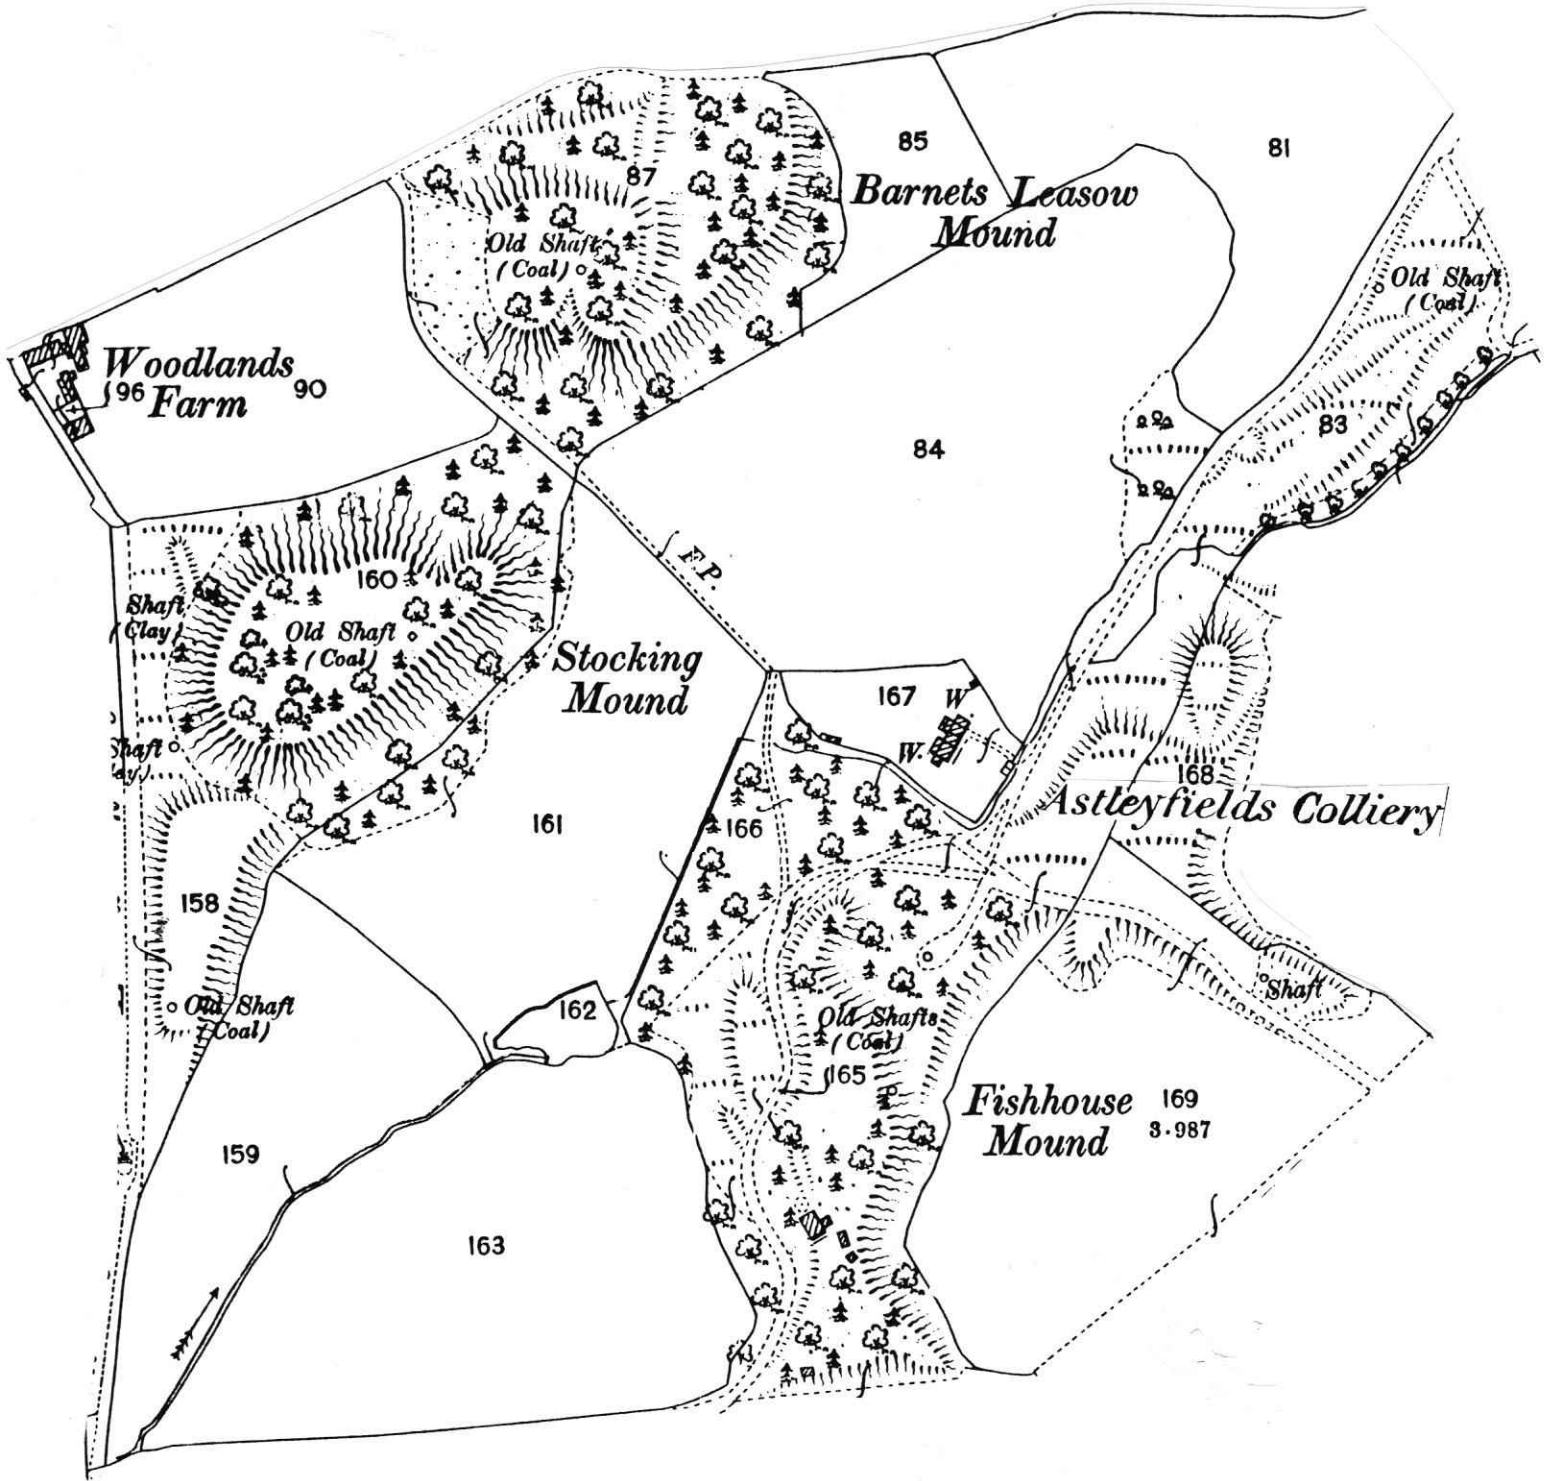 85
81
87
Barnets Leasow
Mound
Old Shaft
(Coal)
Old Shaft
(Coal)
Woodlands
96 Farm
90
83
84
F.P.
160
Shaft
(Clay)
Old Shaft
(Coal)
Stocking
Mound
167
W
W.
Shaft
168
Astleyfields Colliery
161
166
158
Old Shaft
(Coal)
162
Shaft
Old Shafts
(Coal)
165
Fishhouse
Mound
169
3·987
159
163